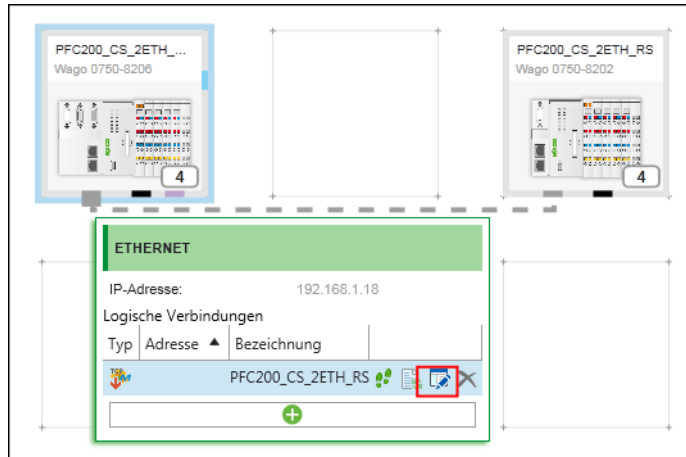 PFC200_CS_2ETH_...
Wago 0750-8206
4
PFC200_CS_2ETH_RS
Wago 0750-8202
4
ETHERNET
IP-Adresse: 192.168.1.18
Logische Verbindungen
Typ Adresse Bezeichnung
PFC200_CS_2ETH_RS